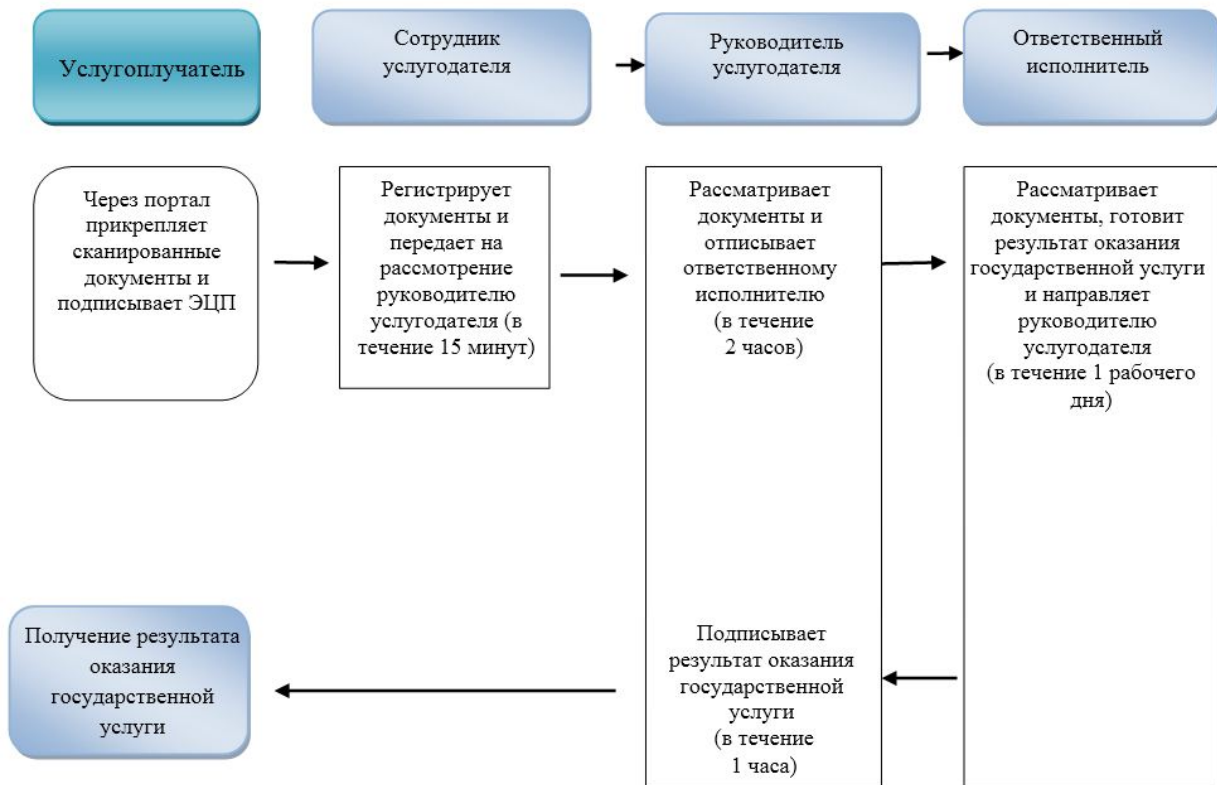 Услугоплучатель
Сотрудник
услугодателя
Руководитель
услугодателя
Ответственный
исполнитель
Через портал
прикрепляет
сканированные
документы и
подписывает ЭЦП
Регистрирует
документы и
передает на
рассмотрение
руководителю
услугодателя (в
течение 15 минут)
Рассматривает
документы и
отписывает
ответственному
исполнителю
(в течение
2 часов)
Рассматривает
документы, готовит
результат оказания
государственной услуги
и направляет
руководителю
услугодателя
(в течение 1 рабочего
дня)
Получение результата
оказания
государственной
услуги
Подписывает
результат оказания
государственной
услуги
(в течение
1 часа)